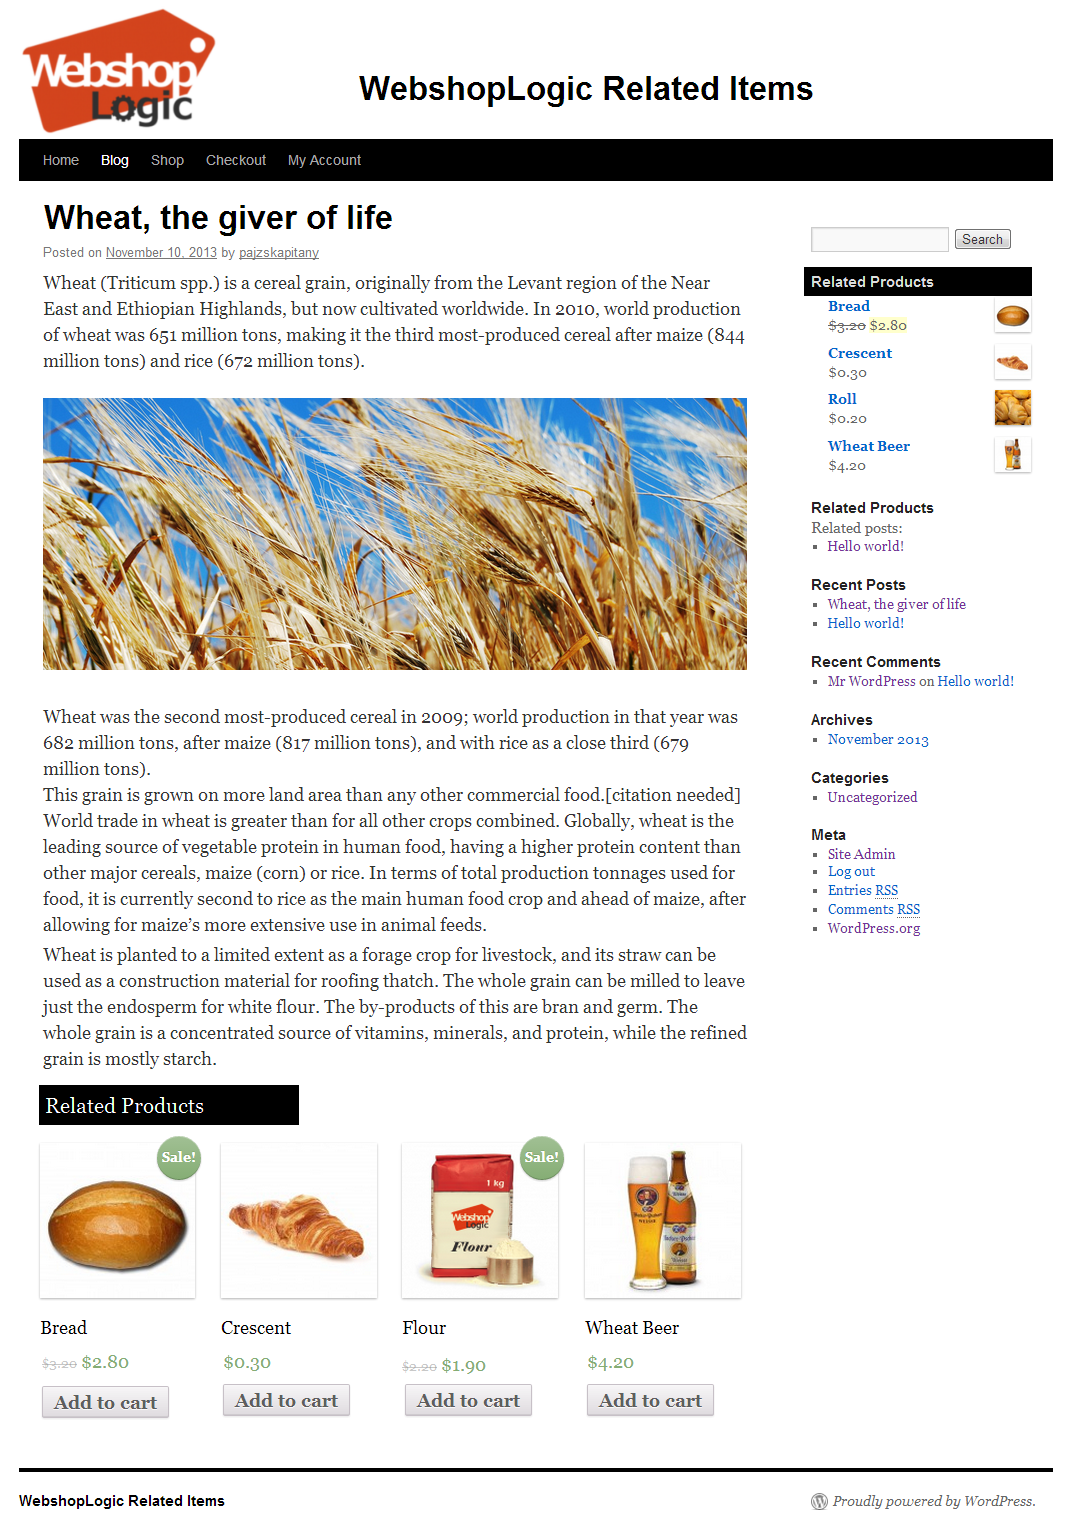 Webshop
Logic
WebshopLogic Related Items
Home Blog Shop Checkout My Account
Wheat, the giver of life
Posted on November 10, 2013 by pajzskapitany
Wheat (Triticum spp.) is a cereal grain, originally from the Levant region of the Near
East and Ethiopian Highlands, but now cultivated worldwide. In 2010, world production
of wheat was 651 million tons, making it the third most-produced cereal after maize (844
million tons) and rice (672 million tons).
Wheat was the second most-produced cereal in 2009; world production in that year was
682 million tons, after maize (817 million tons), and with rice as a close third (679
million tons).
This grain is grown on more land area than any other commercial food.[citation needed]
World trade in wheat is greater than for all other crops combined. Globally, wheat is the
leading source of vegetable protein in human food, having a higher protein content than
other major cereals, maize (corn) or rice. In terms of total production tonnages used for
food, it is currently second to rice as the main human food crop and ahead of maize, after
allowing for maize’s more extensive use in animal feeds.
Wheat is planted to a limited extent as a forage crop for livestock, and its straw can be
used as a construction material for roofing thatch. The whole grain can be milled to leave
just the endosperm for white flour. The by-products of this are bran and germ. The
whole grain is a concentrated source of vitamins, minerals, and protein, while the refined
grain is mostly starch.
Related Products
Sale!
Sale!
1 kg
Webshop
Logic
Flour
Bread
Crescent
Flour
Wheat Beer
$3.20 $2.80
$0.30
$2.20 $1.90
$4.20
Add to cart
Add to cart
Add to cart
Add to cart
Search
Related Products
Bread
$3.20 $2.80
Crescent
$0.30
Roll
$0.20
Wheat Beer
$4.20
Related Products
Related posts:
Hello world!
Recent Posts
Wheat, the giver of life
Hello world!
Recent Comments
Mr WordPress on Hello world!
Archives
November 2013
Categories
Uncategorized
Meta
Site Admin
Log out
Entries RSS
Comments RSS
WordPress.org
WebshopLogic Related Items
Proudly powered by WordPress.